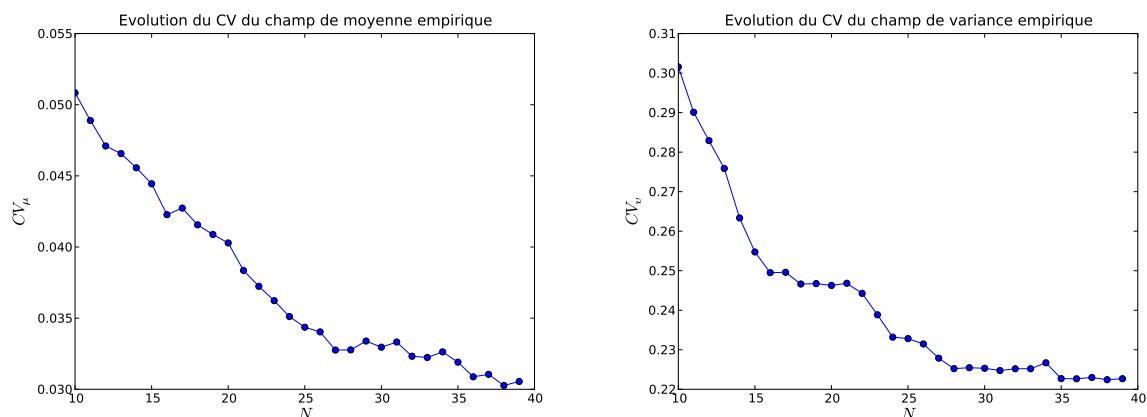 Evolution du CV du champ de moyenne empirique
0.055
0.050
0.045
0.040
0.035
0.030
CVμ
10 15 20 25 30 35 40
N
Evolution du CV du champ de variance empirique
0.31
0.30
0.29
0.28
0.27
0.26
0.25
0.24
0.23
0.22
CVv
10 15 20 25 30 35 40
N